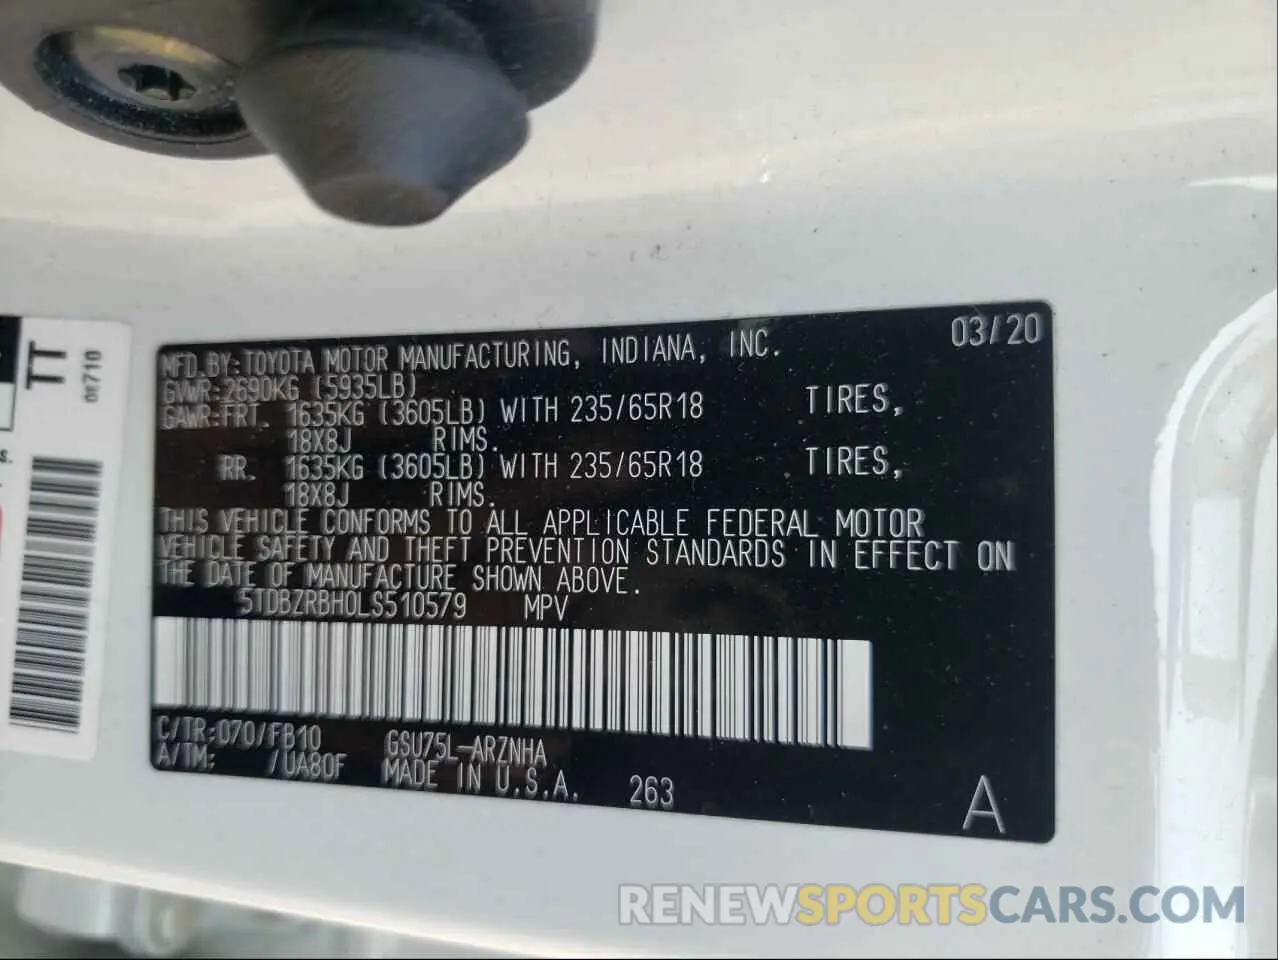 03/20
MFD.BY:TOYOTA MOTOR MANUFACTURING, INDIANA, INC.
GVWR:2690KG (5935LB)
GAWR:FRT. 1635KG (3605LB) WITH 235/65R18 TIRES,
18X8J RIMS.
RR. 1635KG (3605LB) WITH 235/65R18 TIRES,
18X8J RIMS.
THIS VEHICLE CONFORMS TO ALL APPLICABLE FEDERAL MOTOR
VEHICLE SAFETY AND THEFT PREVENTION STANDARDS IN EFFECT ON
THE DATE OF MANUFACTURE SHOWN ABOVE.
5TDBZRBH0LS510579 MPV
C/TR:070/FB10 GSU75L-ARZNHA
A/TM: /UA80F MADE IN U.S.A. 263
A
TT
RENEWSPORTSCARS.COM